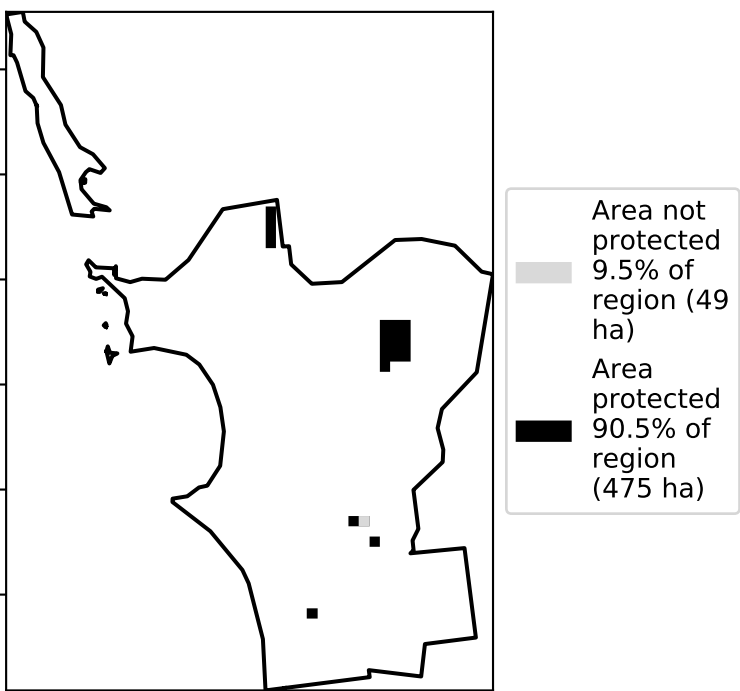 Area not
protected
9.5% of
region (49
ha)
Area
protected
90.5% of
region
(475 ha)